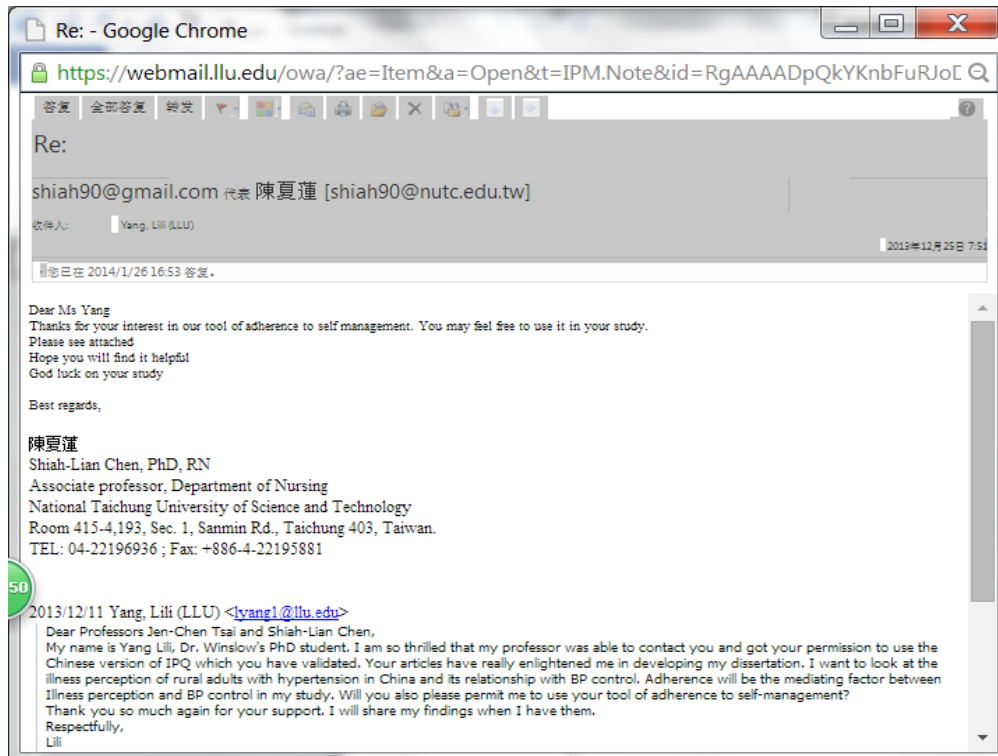 Re: - Google Chrome
https://webmail.llu.edu/owa/?ae=Item&a=Open&t=IPM.Note&id=RgAAAADpQkYKnbFuRJoD
答复 全部答复 转发
Re:
shiah90@gmail.com 代表 陳夏蓮 [shiah90@nutc.edu.tw]
收件人: Yang, Lili (LLU)
2013年12月25日 7:51
您已在 2014/1/26 16:53 答复。
Dear Ms Yang
Thanks for your interest in our tool of adherence to self management. You may feel free to use it in your study.
Please see attached
Hope you will find it helpful
God luck on your study
Best regards,
陳夏蓮
Shiah-Lian Chen, PhD, RN
Associate professor, Department of Nursing
National Taichung University of Science and Technology
Room 415-4,193, Sec. 1, Sanmin Rd., Taichung 403, Taiwan.
TEL: 04-22196936 ; Fax: +886-4-22195881
50
2013/12/11 Yang, Lili (LLU) <lyang1@llu.edu>
Dear Professors Jen-Chen Tsai and Shiah-Lian Chen,
My name is Yang Lili, Dr. Winslow's PhD student. I am so thrilled that my professor was able to contact you and got your permission to use the
Chinese version of IPQ which you have validated. Your articles have really enlightened me in developing my dissertation. I want to look at the
illness perception of rural adults with hypertension in China and its relationship with BP control. Adherence will be the mediating factor between
Illness perception and BP control in my study. Will you also please permit me to use your tool of adherence to self-management?
Thank you so much again for your support. I will share my findings when I have them.
Respectfully,
Lili